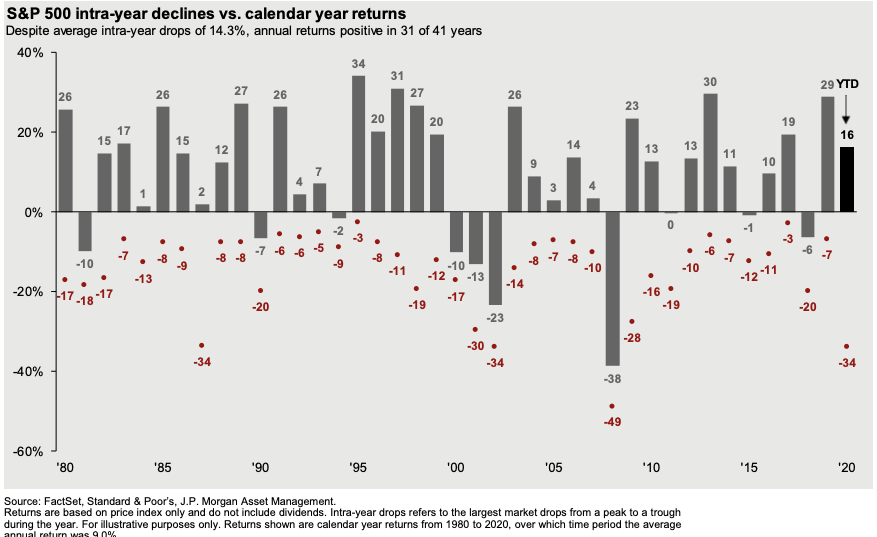 S&P 500 intra-year declines vs. calendar year returns
Despite average intra-year drops of 14.3%, annual returns positive in 31 of 41 years
40%
20%
0%
-20%
-40%
-60%
26 -10 15 17 1 26 15 2 12 27 -7 26 4 7 -2 34 20 31 27 20 -10 -13 -23 26 9 3 14 4 -38 23 13 0 13 30 11 -1 10 19 -6 29 16
YTD
-17 -18 -17 -7 -13 -8 -9 -34 -8 -8 -20 -6 -6 -5 -9 -3 -8 -11 -19 -12 -17 -30 -34 -14 -8 -7 -8 -10 -49 -28 -16 -19 -10 -6 -7 -12 -11 -3 -20 -7 -34
'80 '85 '90 '95 '00 '05 '10 '15 '20
Source: FactSet, Standard & Poor's, J.P. Morgan Asset Management.
Returns are based on price index only and do not include dividends. Intra-year drops refers to the largest market drops from a peak to a trough
during the year. For illustrative purposes only. Returns shown are calendar year returns from 1980 to 2020, over which time period the average
annual return was 9.0%